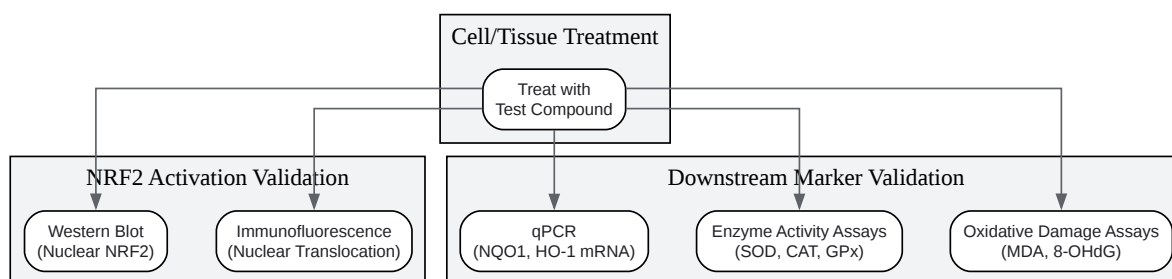 Cell/Tissue Treatment
Treat with
Test Compound
NRF2 Activation Validation
Downstream Marker Validation
Western Blot
(Nuclear NRF2)
Immunofluorescence
(Nuclear Translocation)
qPCR
(NQO1, HO-1 mRNA)
Enzyme Activity Assays
(SOD, CAT, GPx)
Oxidative Damage Assays
(MDA, 8-OHdG)